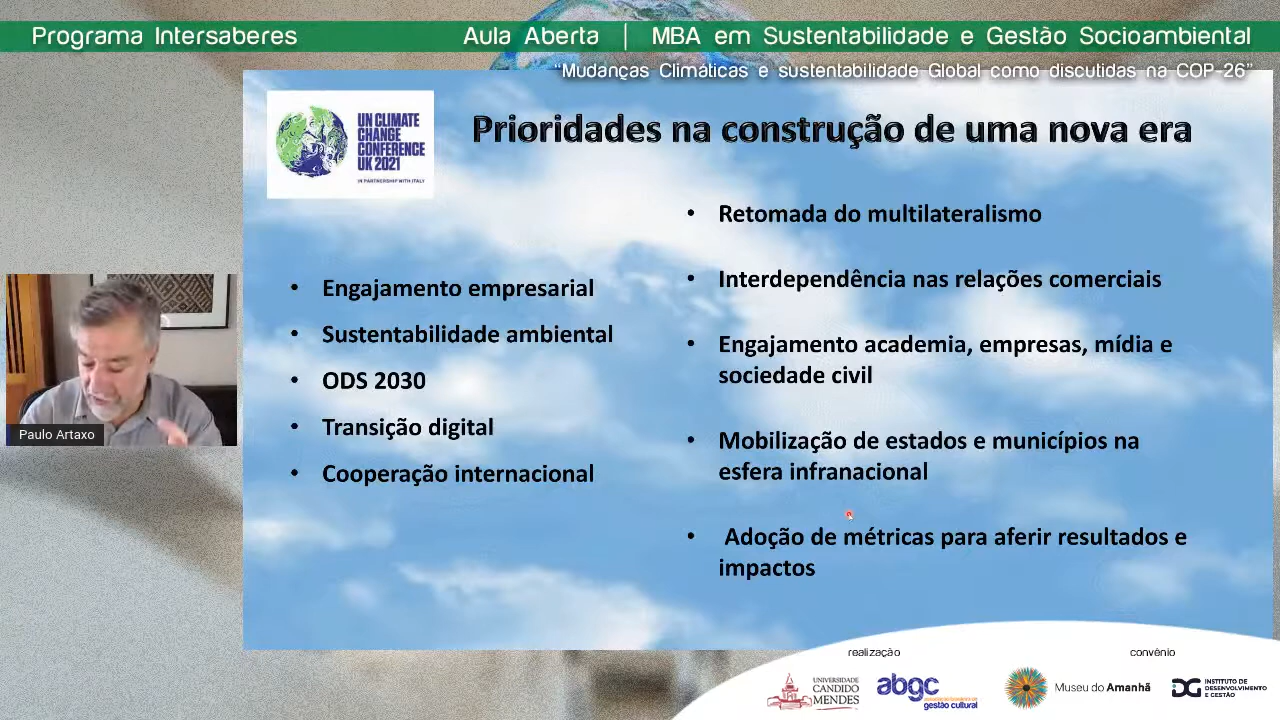 Programa Intersaberes
Aula Aberta | MBA em Sustentabilidade e Gestão Socioambiental
“Mudanças Climáticas e sustentabilidade Global como discutidas na COP-26”
UN CLIMATE
CHANGE
CONFERENCE
UK 2021
IN PARTNERSHIP WITH ITALY
Prioridades na construção de uma nova era
• Engajamento empresarial
• Sustentabilidade ambiental
• ODS 2030
• Transição digital
• Cooperação internacional
• Retomada do multilateralismo
• Interdependência nas relações comerciais
• Engajamento academia, empresas, mídia e
sociedade civil
• Mobilização de estados e municípios na
esfera infranacional
• Adoção de métricas para aferir resultados e
impactos
Paulo Artaxo
realização
convênio
UNIVERSIDADE
CANDIDO
MENDES
abgc
gestão cultural
Museu do Amanhã
IDG
INSTITUTO DE
DESENVOLVIMENTO
E GESTÃO